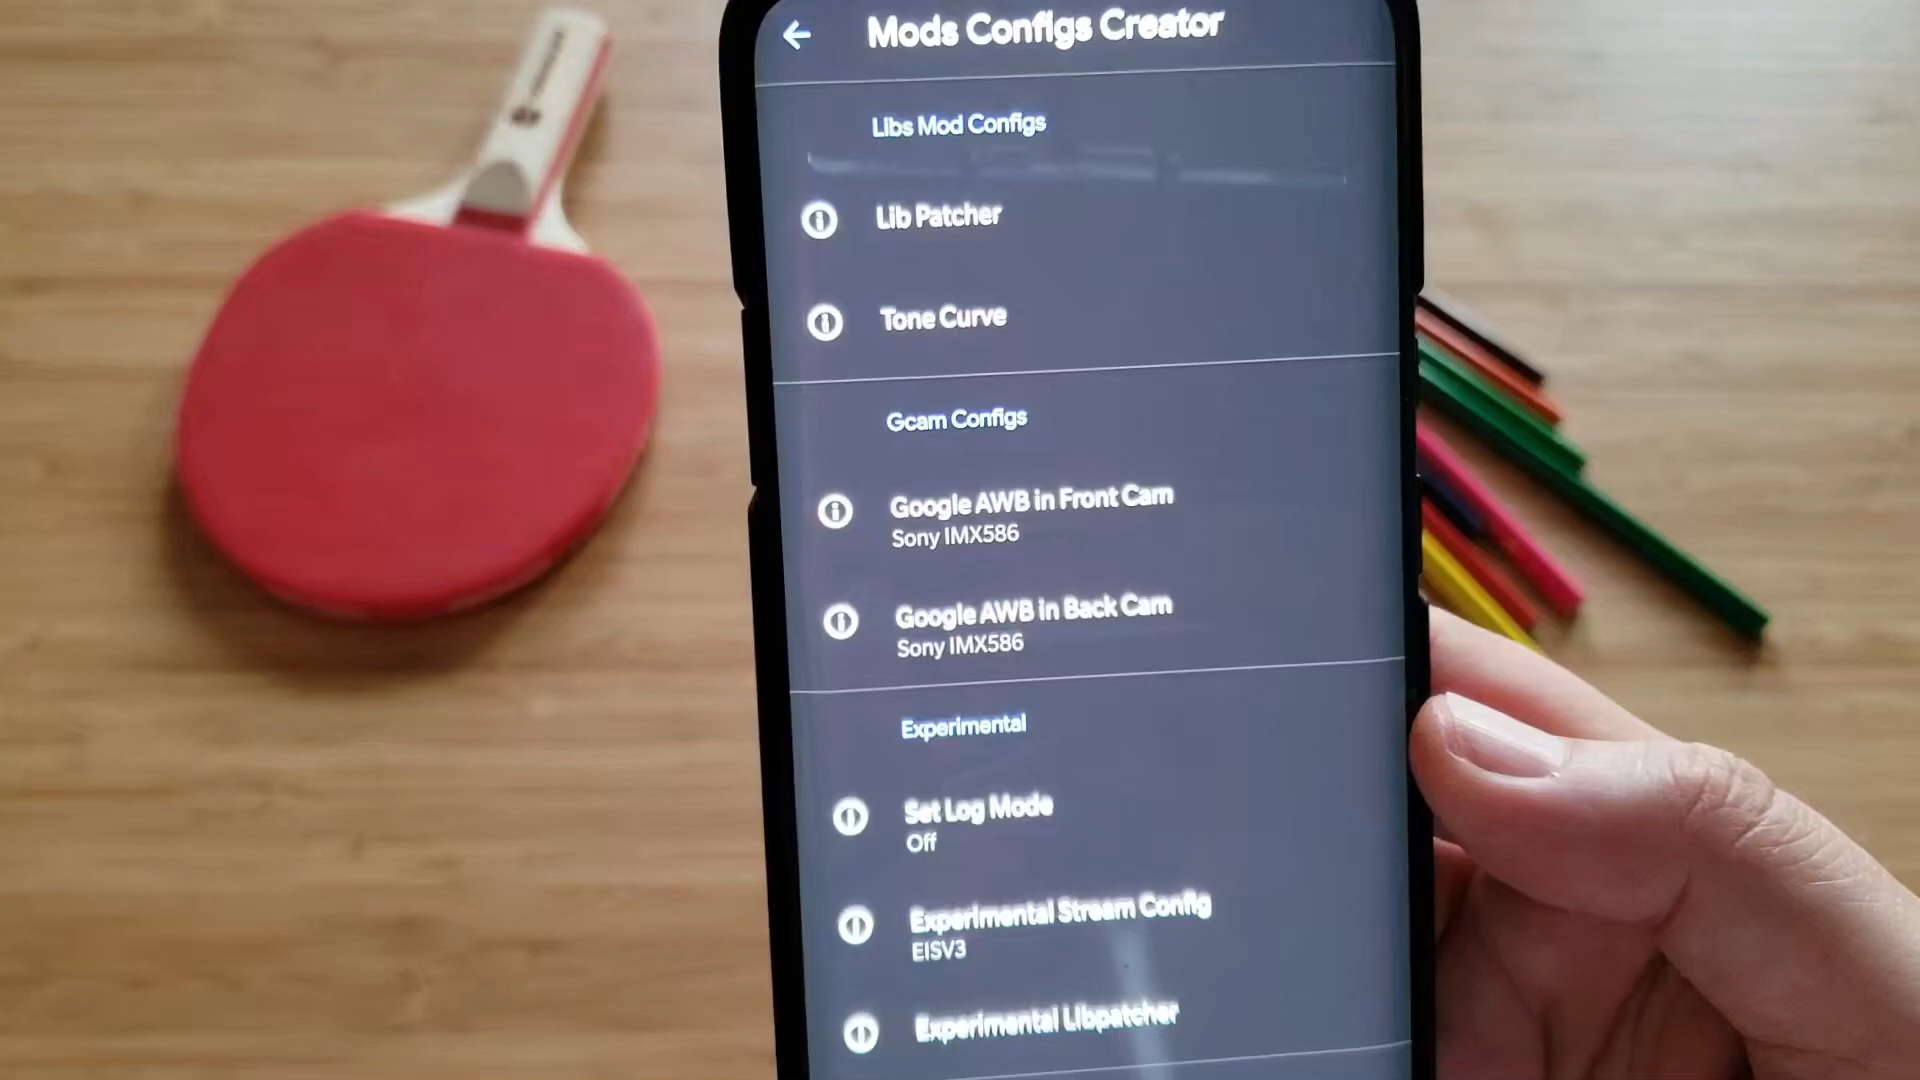 Mods Configs Creator
Libs Mod Configs
Lib Patcher
Tone Curve
Gcam Configs
Google AWB in Front Cam
Sony IMX586
Google AWB in Back Cam
Sony IMX586
Experimental
Set Log Mode
Off
Experimental Stream Config
EISV3
Experimental Libpatcher